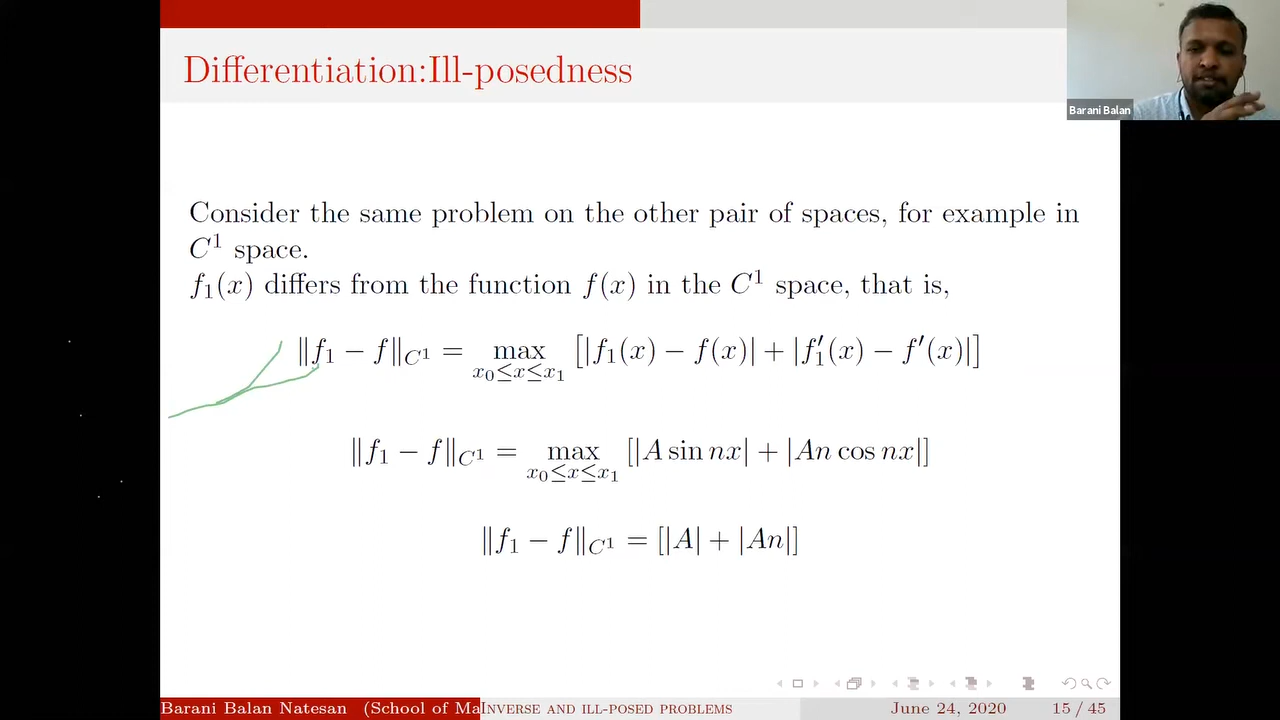 Differentiation:Ill-posedness
Barani Balan
Consider the same problem on the other pair of spaces, for example in
C¹ space.
f₁(x) differs from the function f(x) in the C¹ space, that is,
‖f₁ − f‖_{C¹} = max_{x₀≤x≤x₁} [|f₁(x) − f(x)| + |f₁′(x) − f′(x)|]
‖f₁ − f‖_{C¹} = max_{x₀≤x≤x₁} [|A sin nx| + |An cos nx|]
‖f₁ − f‖_{C¹} = [|A| + |An|]
Barani Balan Natesan (School of Ma
Inverse and ill-posed problems
June 24, 2020
15 / 45